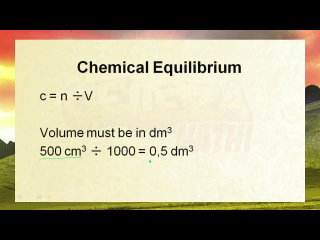 Chemical Equilibrium
c = n ÷V
Volume must be in dm³
500 cm³ ÷ 1000 = 0,5 dm³